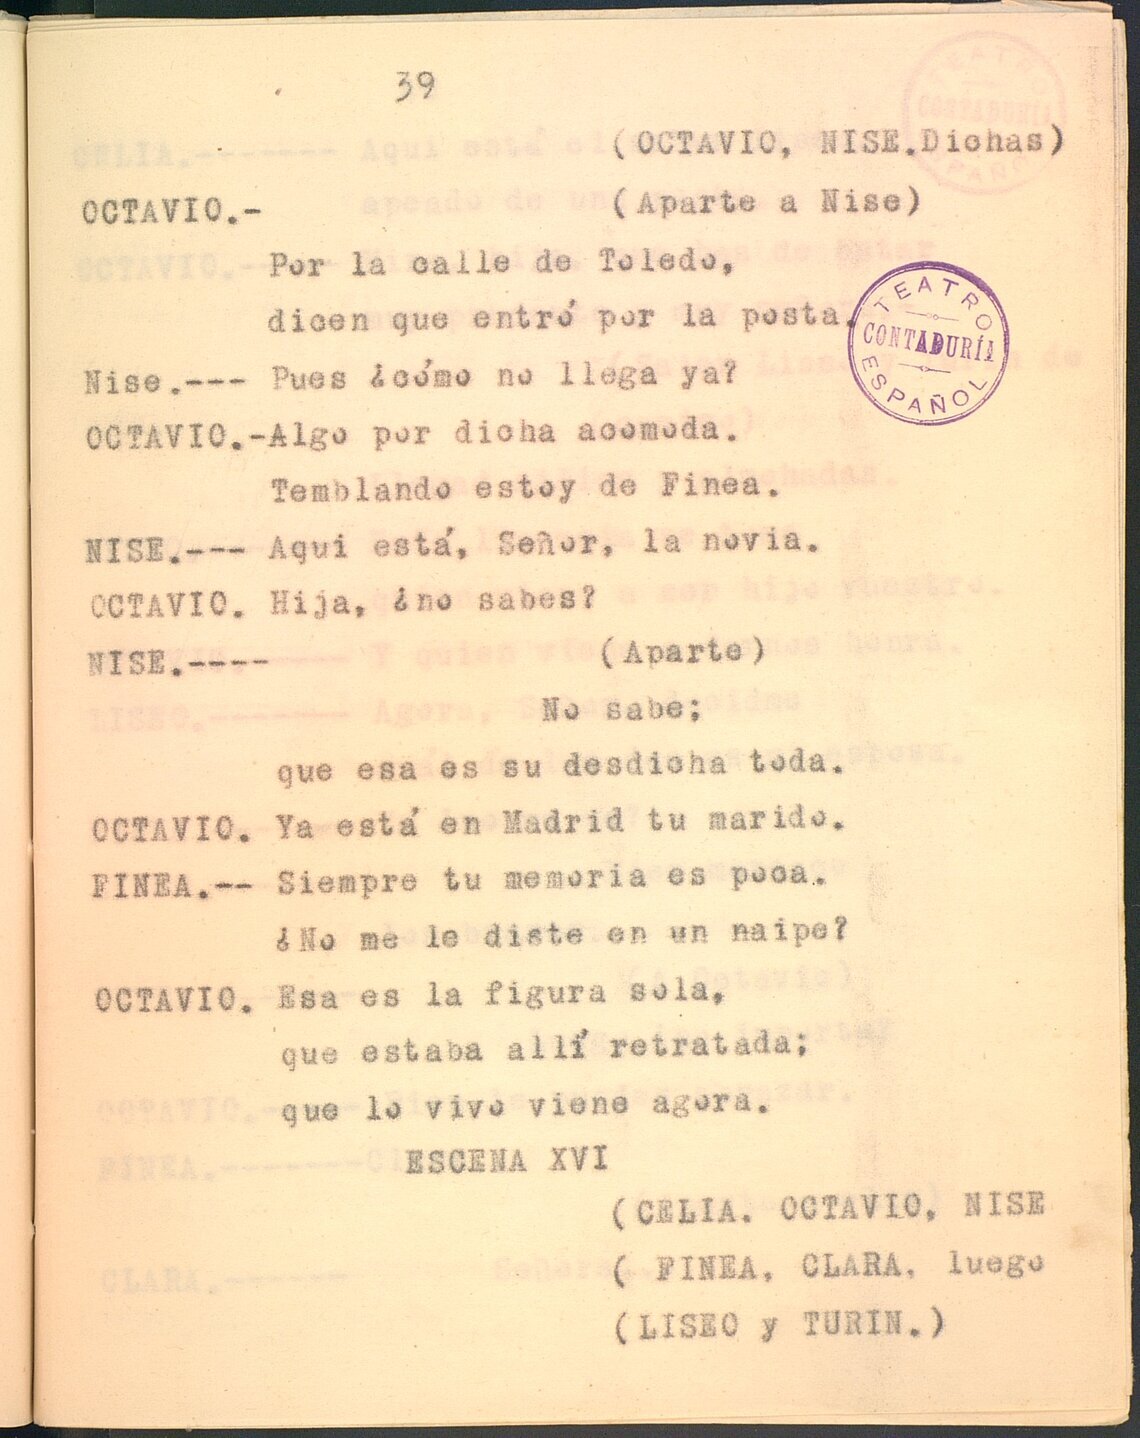 39
(OCTAVIO, NISE.Dichas)
OCTAVIO.- (Aparte a Nise)
Por la calle de Toledo,
dicen que entró por la posta.
TEATRO
CONTADURÍA
ESPAÑOL
Nise.--- Pues ¿cómo no llega ya?
OCTAVIO.-Algo por dicha acomoda.
Temblando estoy de Finea.
NISE.--- Aqui está, Señor, la novia.
OCTAVIO. Hija, ¿no sabes?
NISE.---- (Aparte)
No sabe;
que esa es su desdicha toda.
OCTAVIO. Ya está en Madrid tu marido.
FINEA.-- Siempre tu memoria es poca.
¿No me le diste en un naipe?
OCTAVIO. Esa es la figura sola,
que estaba allí retratada;
que lo vivo viene agora.
ESCENA XVI
(CELIA. OCTAVIO, NISE
( FINEA, CLARA, luego
(LISEO y TURIN.)